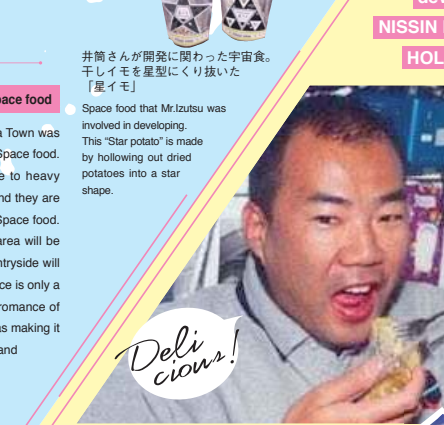 NISSIN
HOL
井筒さんが開発に関わった宇宙食。
干しイモを星型にくり抜いた
「星イモ」
Space food that Mr.Izutsu was
involved in developing.
This “Star potato” is made
by hollowing out dried
potatoes into a star
shape.
pace food
a Town was
Space food.
e to heavy
nd they are
Space food.
area will be
ntryside will
ce is only a
romance of
as making it
and
Deli
cious!